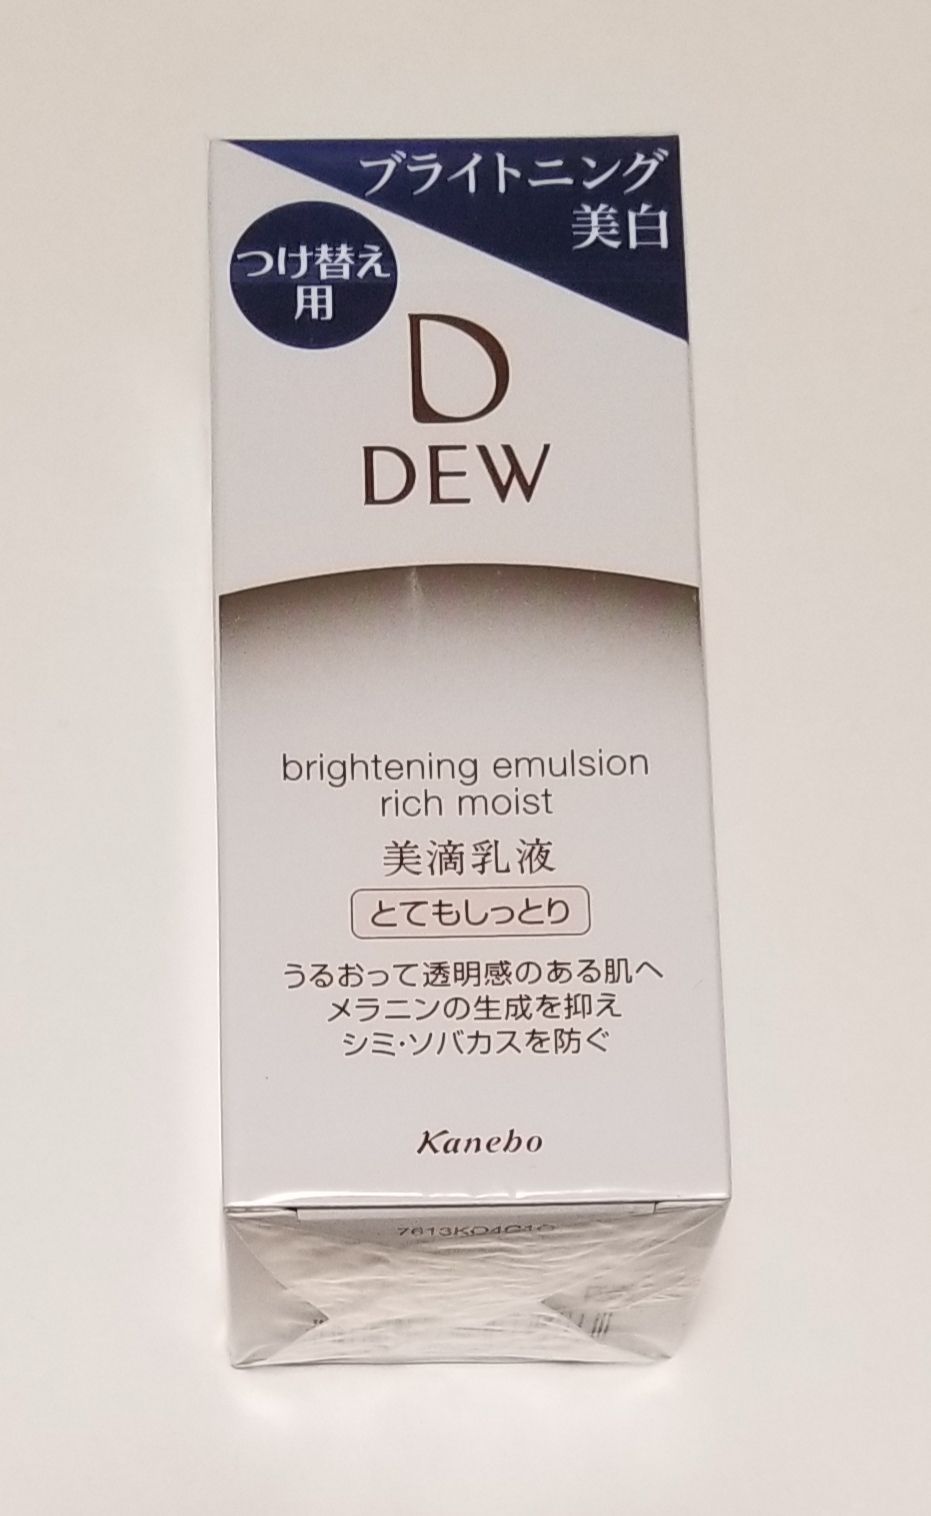 ブライトニング
美白
つけ替え
用
D
DEW
brightening emulsion
rich moist
美滴乳液
とてもしっとり
うるおって透明感のある肌へ
メラニンの生成を抑え
シミ・ソバカスを防ぐ
Kanebo